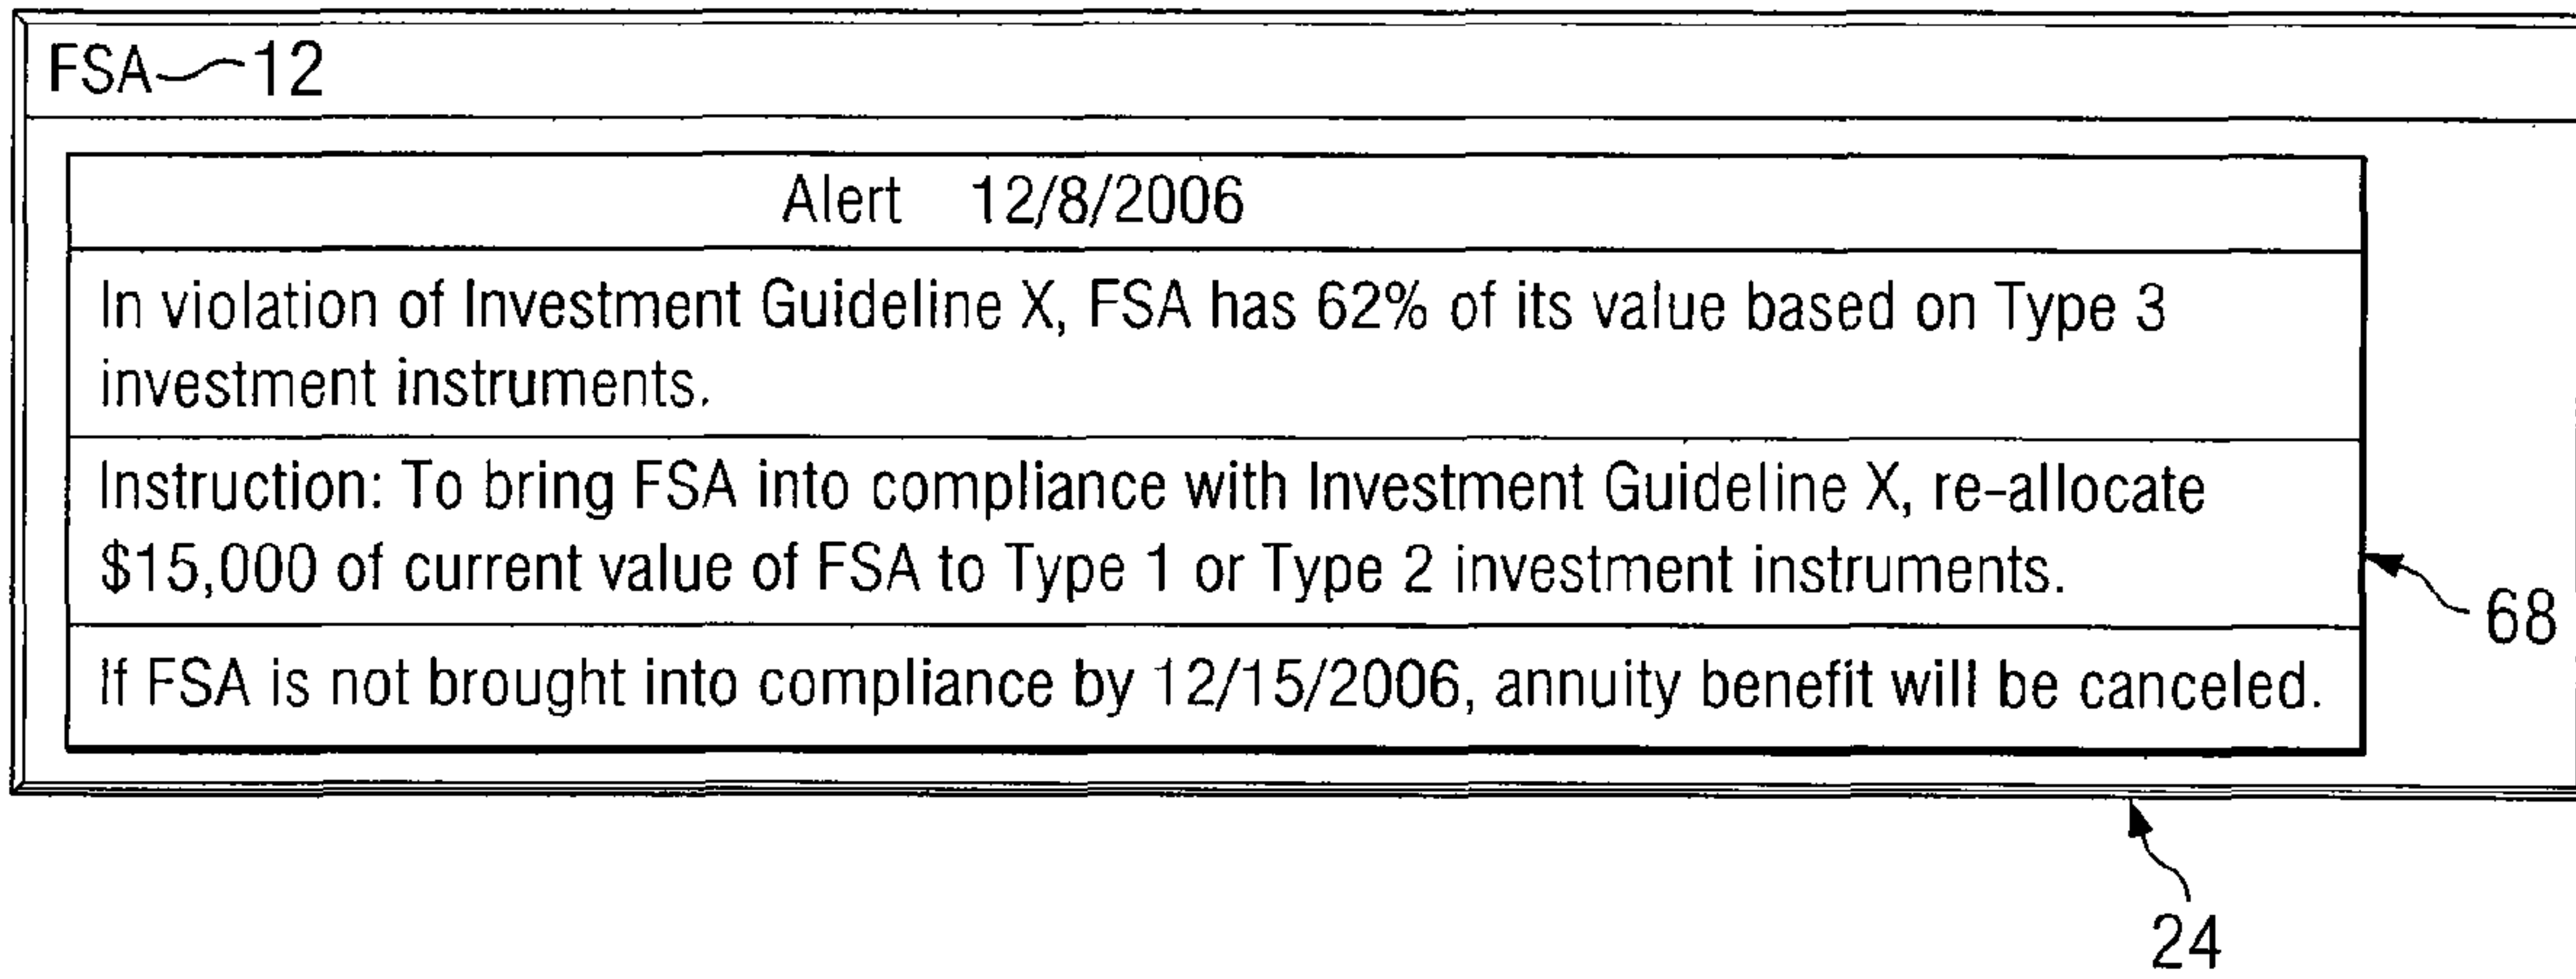 FSA 12
Alert 12/8/2006
In violation of Investment Guideline X, FSA has 62% of its value based on Type 3
investment instruments.
Instruction: To bring FSA into compliance with Investment Guideline X, re-allocate
$15,000 of current value of FSA to Type 1 or Type 2 investment instruments.
68
If FSA is not brought into compliance by 12/15/2006, annuity benefit will be canceled.
24